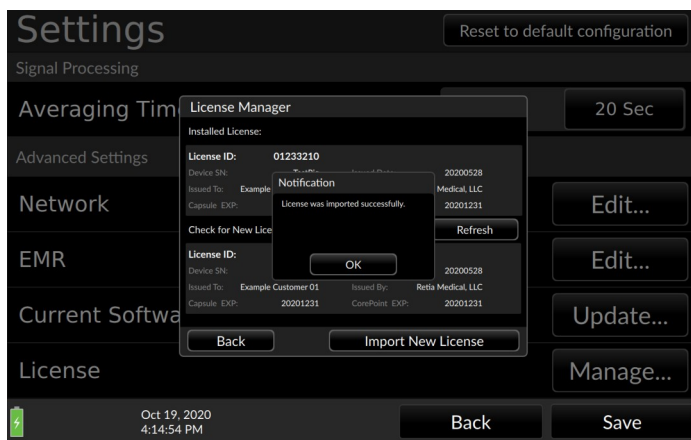 Settings
Reset to default configuration
Signal Processing
Averaging Tim
20 Sec
License Manager
Installed License:
License ID: 01233210
Device SN:
20200528
Issued To: Example
Medical, LLC
Capsule EXP:
20201231
Notification
License was imported successfully.
OK
Check for New Lice
Refresh
License ID:
Device SN:
20200528
Issued To: Example Customer 01 Issued By: Retia Medical, LLC
Capsule EXP: 20201231 CorePoint EXP: 20201231
Back
Import New License
Advanced Settings
Network
Edit...
EMR
Edit...
Current Softwa
Update...
License
Manage...
Oct 19, 2020
4:14:54 PM
Back
Save